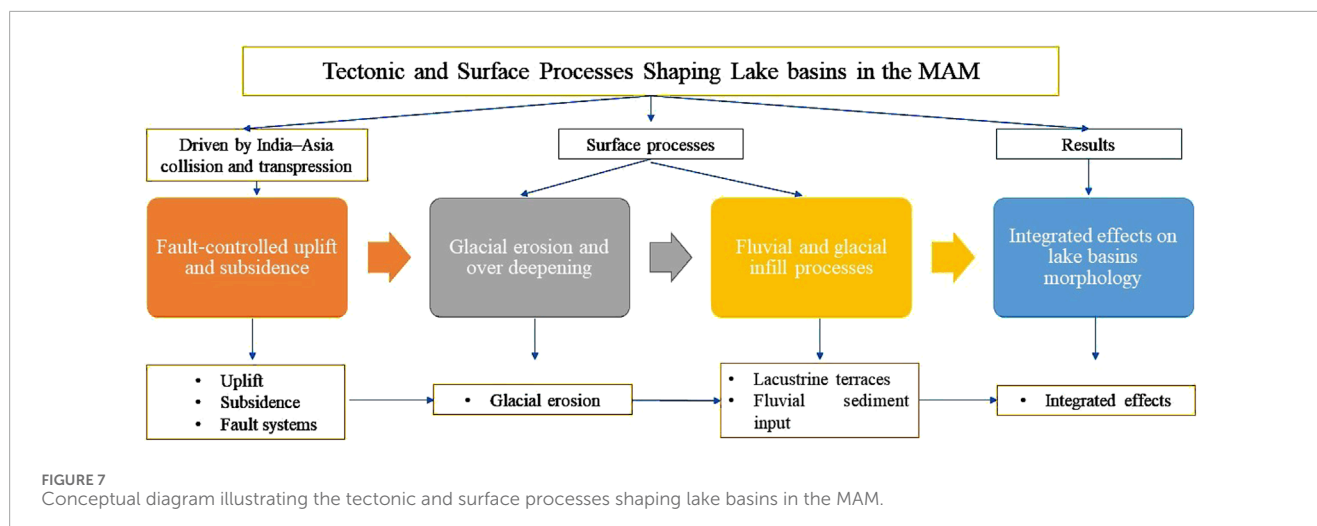 Tectonic and Surface Processes Shaping Lake basins in the MAM
Driven by India–Asia
collision and transpression
Surface processes
Results
Fault-controlled uplift
and subsidence
Glacial erosion and
over deepening
Fluvial and glacial
infill processes
Integrated effects on
lake basins
morphology
• Uplift
• Subsidence
• Fault systems
• Glacial erosion
• Lacustrine terraces
• Fluvial sediment
input
• Integrated effects
FIGURE 7
Conceptual diagram illustrating the tectonic and surface processes shaping lake basins in the MAM.